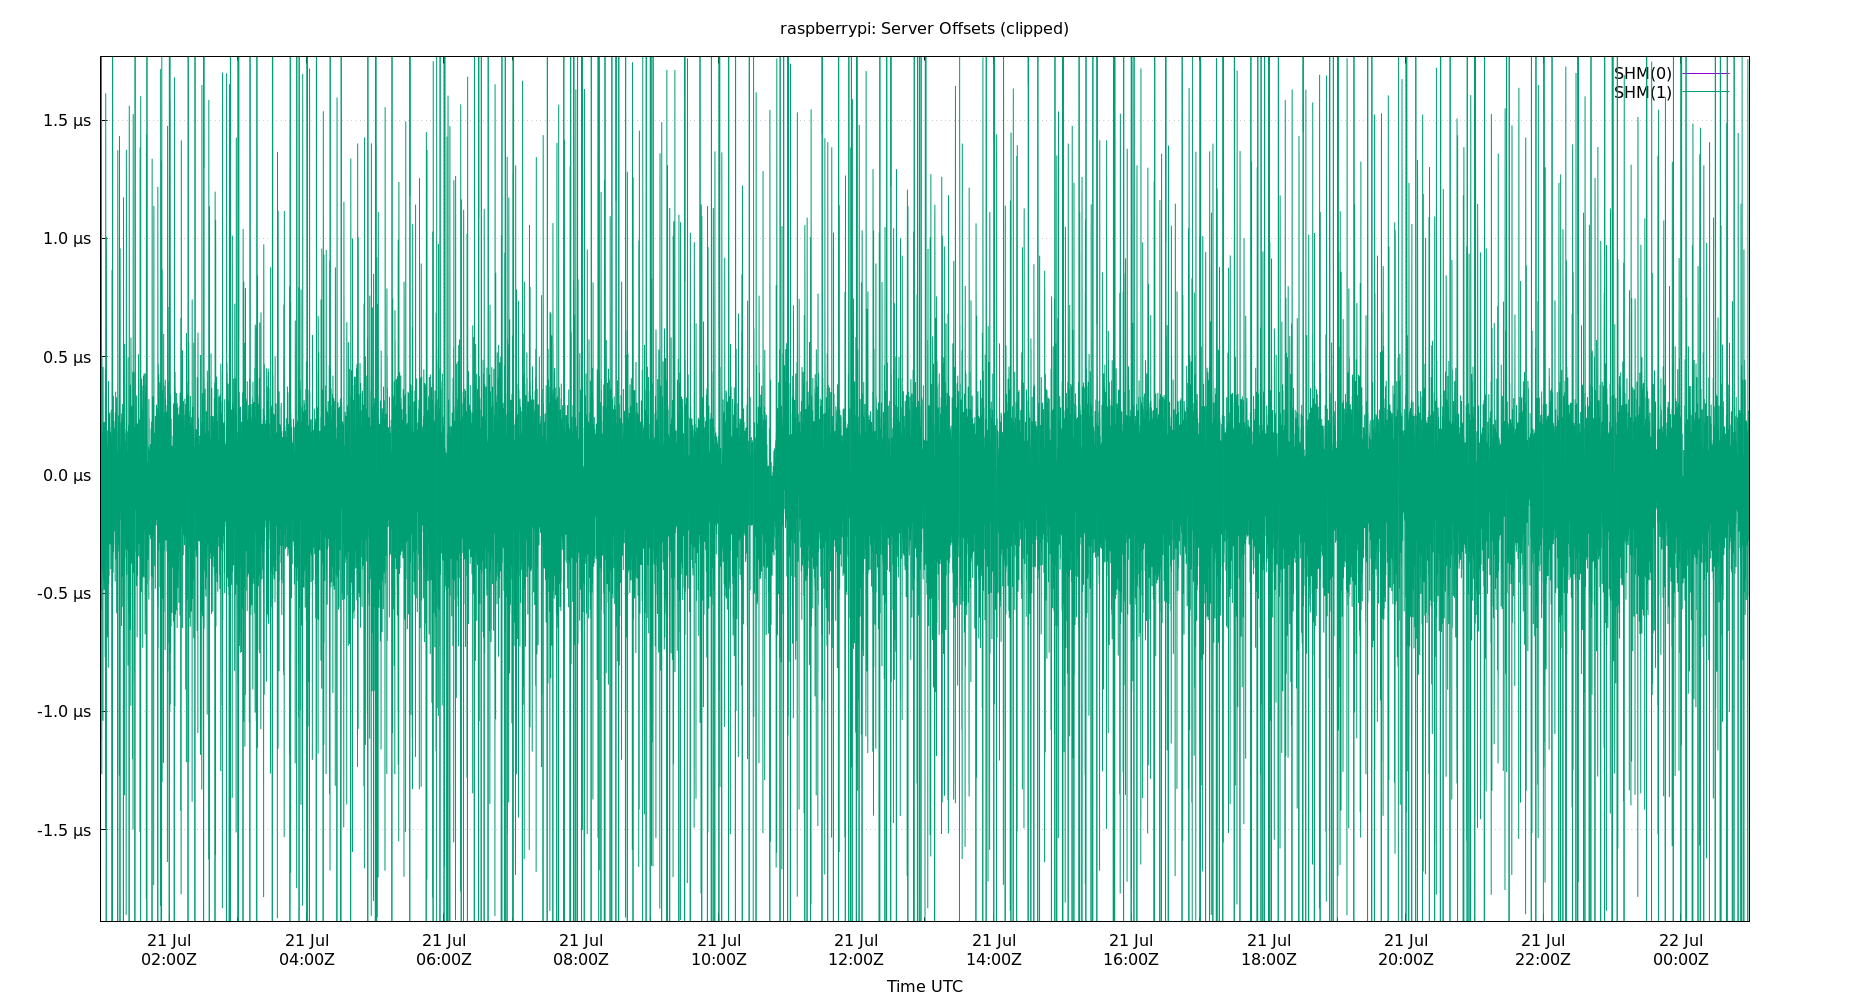 raspberrypi: Server Offsets (clipped)
SHM(0)
SHM(1)
1.5 µs
1.0 µs
0.5 µs
0.0 µs
-0.5 µs
-1.0 µs
-1.5 µs
21 Jul 21 Jul 21 Jul 21 Jul 21 Jul 21 Jul 21 Jul 21 Jul 21 Jul 21 Jul 21 Jul 22 Jul
02:00Z 04:00Z 06:00Z 08:00Z 10:00Z 12:00Z 14:00Z 16:00Z 18:00Z 20:00Z 22:00Z 00:00Z
Time UTC